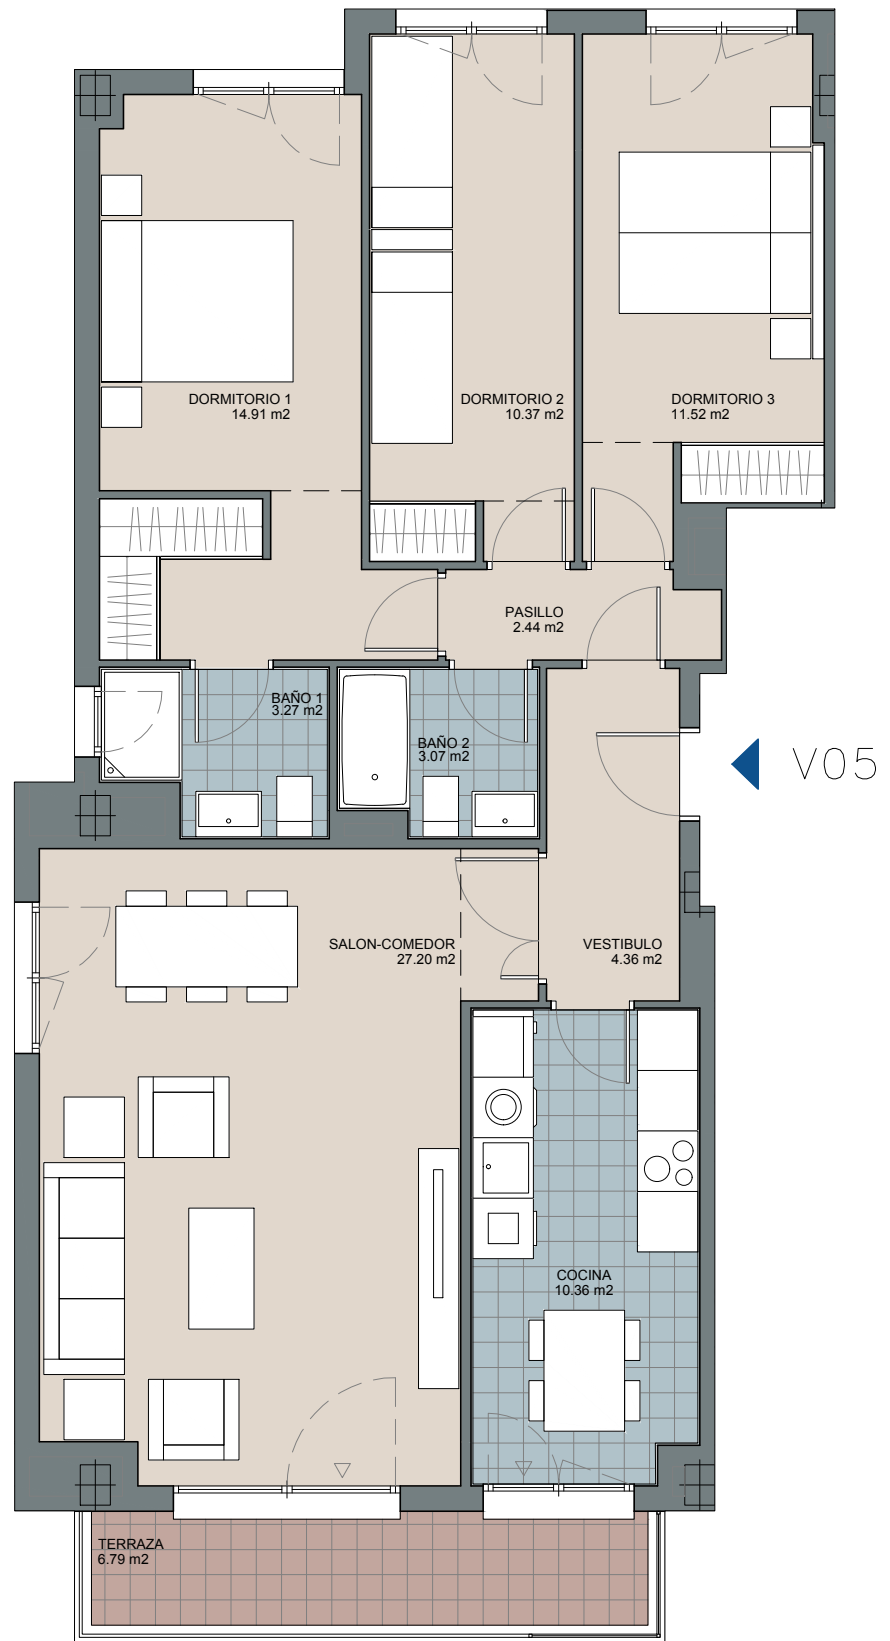 DORMITORIO 1
14.91 m2
DORMITORIO 2
10.37 m2
DORMITORIO 3
11.52 m2
PASILLO
2.44 m2
BAÑO 1
3.27 m2
BAÑO 2
3.07 m2
V05
SALON-COMEDOR
27.20 m2
VESTIBULO
4.36 m2
COCINA
10.36 m2
TERRAZA
6.79 m2